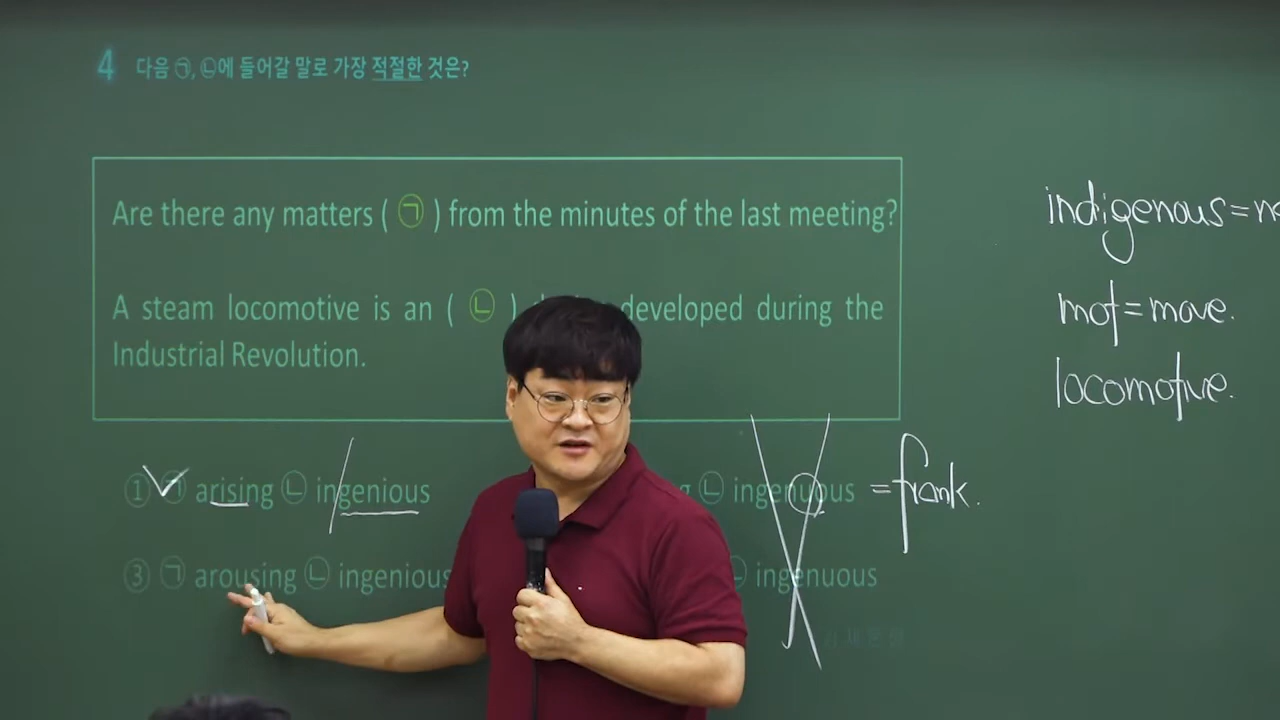 4 다음 ㉠, ㉡에 들어갈 말로 가장 적절한 것은?
Are there any matters ( ㉠ ) from the minutes of the last meeting?
A steam locomotive is an ( ㉡ ) developed during the
Industrial Revolution.
① ㉠ arising ㉡ ingenious
㉡ ingenuous = frank.
③ ㉠ arousing ㉡ ingenious
ingenuous
indigenous =
mot = move.
locomotive.